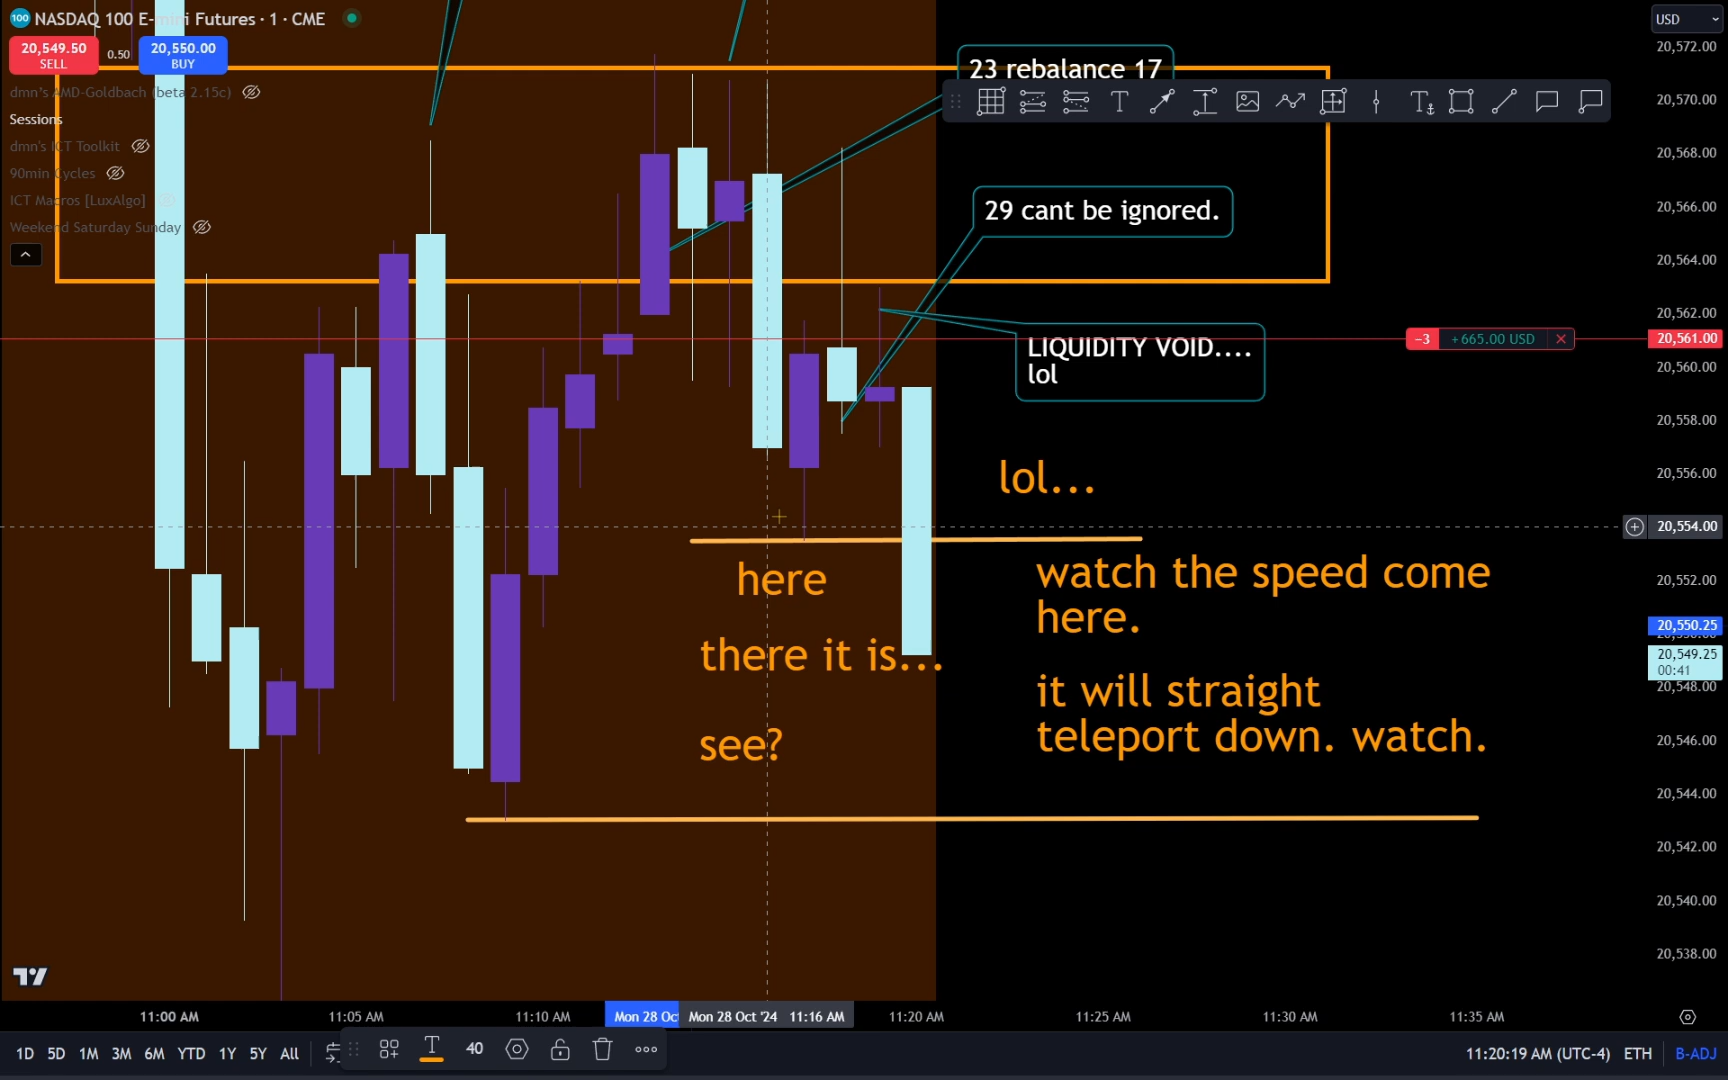 100 NASDAQ 100 E-mini Futures · 1 · CME
20,549.50
SELL
0.50
20,550.00
BUY
dmn's AMD-Goldbach (beta 2.15c)
Sessions
dmn's ICT Toolkit
90min Cycles
ICT Macros [LuxAlgo]
Weekend Saturday Sunday
23 rebalance 17
29 cant be ignored.
LIQUIDITY VOID....
lol
−3 +665.00 USD
lol...
here
there it is...
see?
watch the speed come
here.
it will straight
teleport down. watch.
USD
20,572.00
20,570.00
20,568.00
20,566.00
20,564.00
20,562.00
20,561.00
20,560.00
20,558.00
20,556.00
20,554.00
20,552.00
20,550.25
20,549.25
00:41
20,548.00
20,546.00
20,544.00
20,542.00
20,540.00
20,538.00
11:00 AM 11:05 AM 11:10 AM Mon 28 Oc Mon 28 Oct '24 11:16 AM 11:20 AM 11:25 AM 11:30 AM 11:35 AM
1D 5D 1M 3M 6M YTD 1Y 5Y All
T 40
11:20:19 AM (UTC-4) ETH B-ADJ